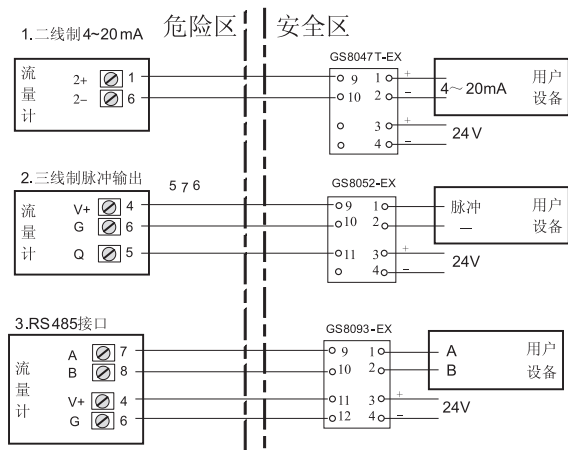 危险区 安全区
1.二线制4~20mA
GS8047T-EX
流量计 2+ 1 9 1 + 4～20mA 用户
2- 6 10 2 － 设备
3 + 24V
4 －
2.三线制脉冲输出 5 7 6 GS8052-EX
流量计 V+ 4 9 1 脉冲 用户
G 6 10 2 — 设备
Q 5 11 3 + 24V
4 －
3.RS485接口 GS8093-EX
流量计 A 7 9 1 A 用户
B 8 10 2 B 设备
V+ 4 11 3 + 24V
G 6 12 4 －